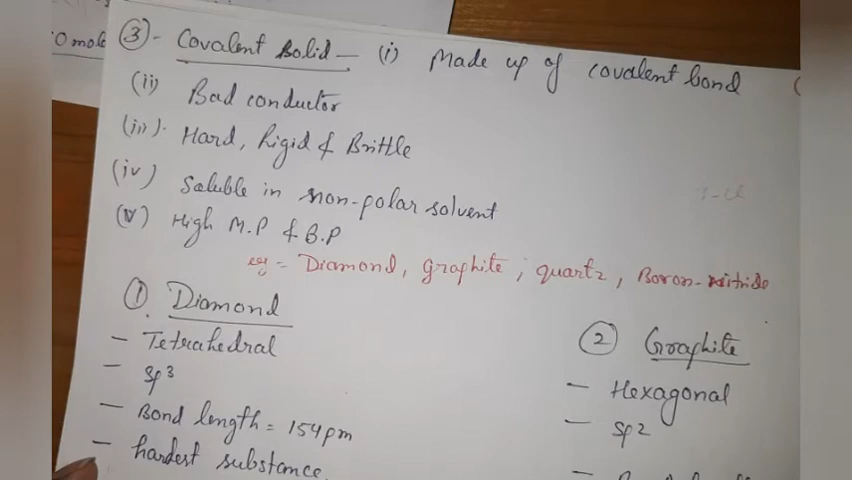 0 mole
③- Covalent Solid — (i) Made up of covalent bond
(ii) Bad conductor
(iii). Hard, Rigid & Brittle
(iv) Soluble in non-polar solvent
(v) High M.P & B.P
eg = Diamond, Graphite, quartz, Boron-nitride
① Diamond
- Tetrahedral
- Sp3
- Bond length = 154pm
- hardest substance
② Graphite
- Hexagonal
- Sp2